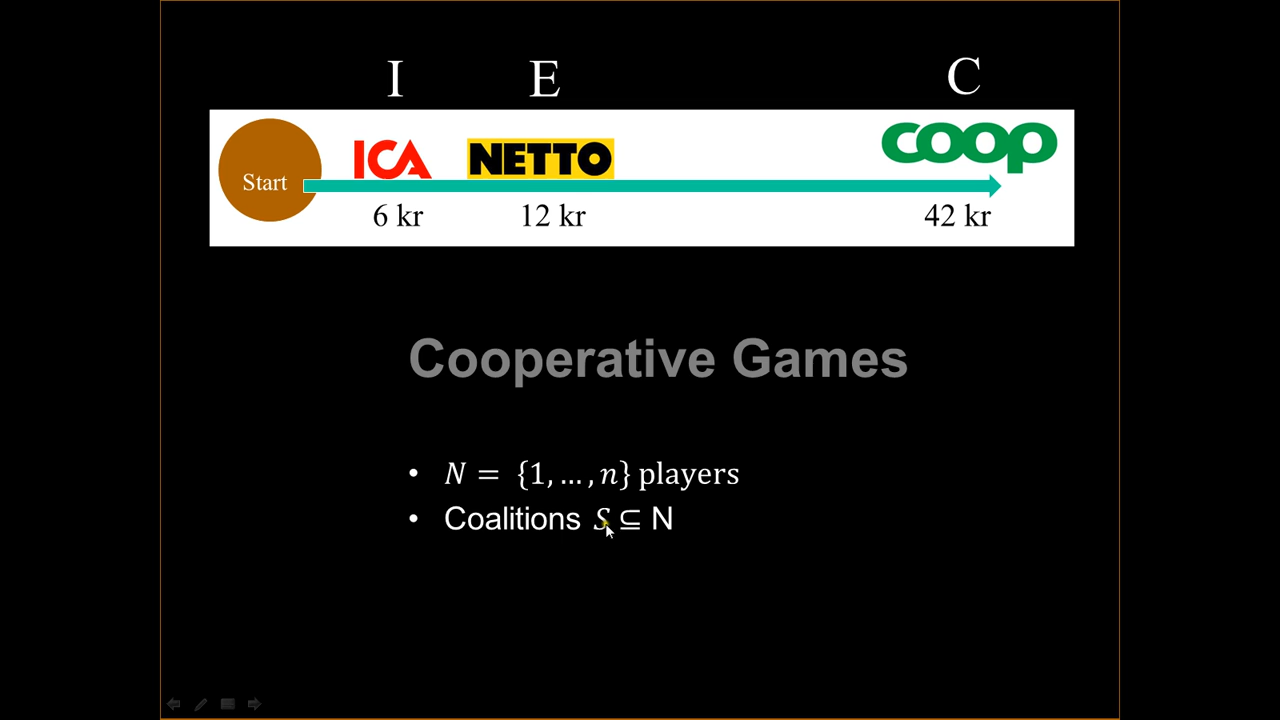 I E C
ICA NETTO coop
Start
6 kr 12 kr 42 kr
Cooperative Games
• 𝑁 = {1, … , 𝑛} players
• Coalitions 𝑆 ⊆ N